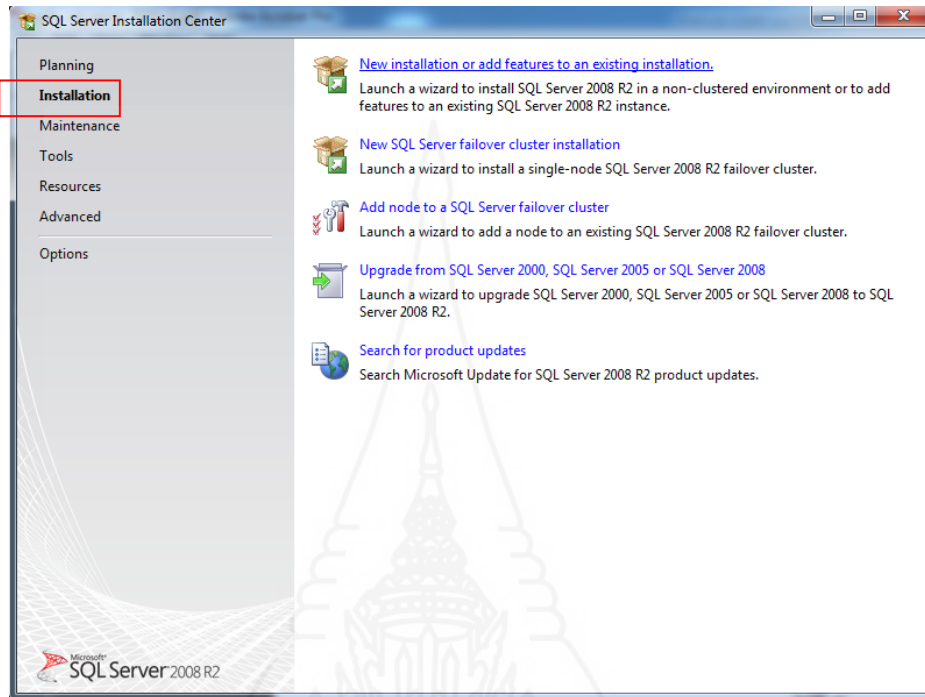 SQL Server Installation Center
Planning
Installation
Maintenance
Tools
Resources
Advanced
Options
New installation or add features to an existing installation.
Launch a wizard to install SQL Server 2008 R2 in a non-clustered environment or to add
features to an existing SQL Server 2008 R2 instance.
New SQL Server failover cluster installation
Launch a wizard to install a single-node SQL Server 2008 R2 failover cluster.
Add node to a SQL Server failover cluster
Launch a wizard to add a node to an existing SQL Server 2008 R2 failover cluster.
Upgrade from SQL Server 2000, SQL Server 2005 or SQL Server 2008
Launch a wizard to upgrade SQL Server 2000, SQL Server 2005 or SQL Server 2008 to SQL
Server 2008 R2.
Search for product updates
Search Microsoft Update for SQL Server 2008 R2 product updates.
Microsoft®
SQL Server 2008 R2